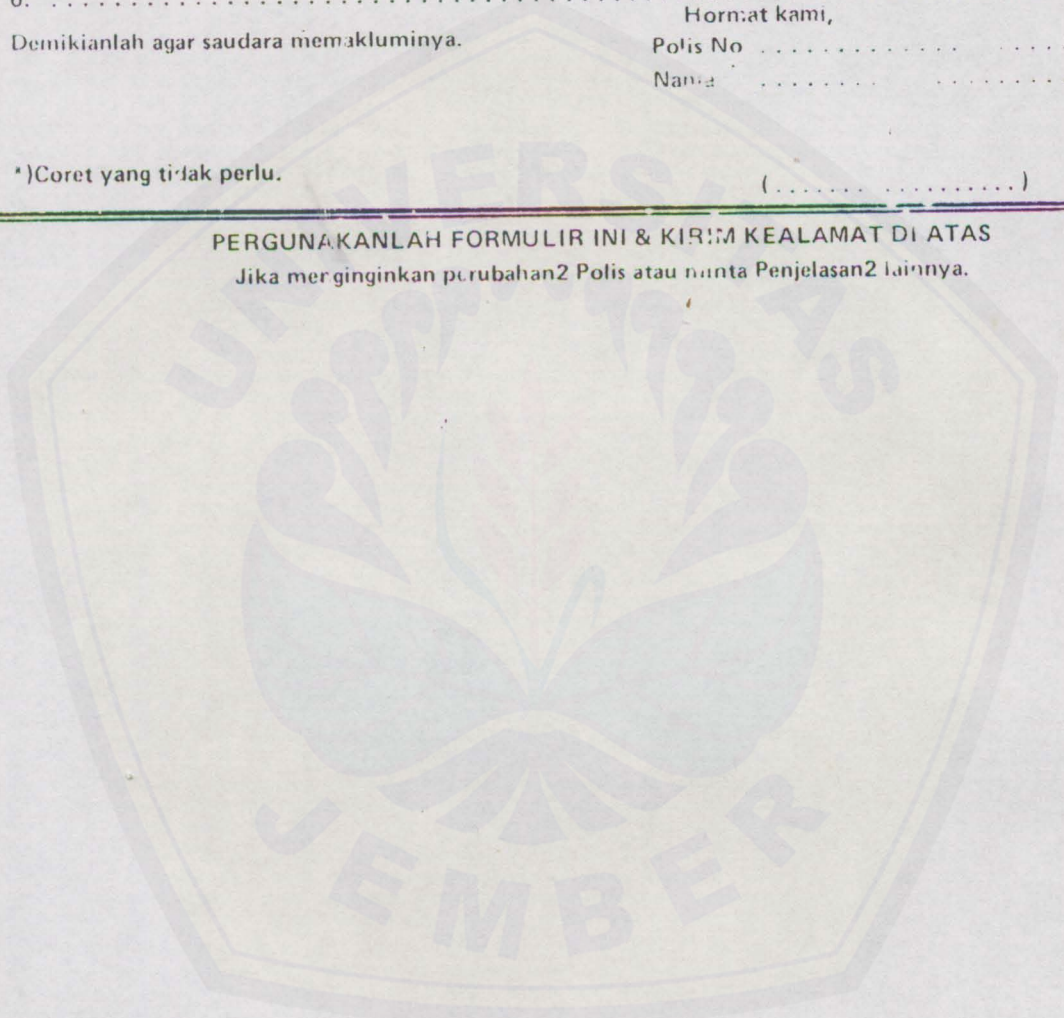 . . . . . . . . . . . . . . . . . . . . . . . . . . . . . . . . . . .
Hormat kami,
Demikianlah agar saudara memakluminya.
Polis No . . . . . . . . . . . . . . . . .
Nama . . . . . . . . . . . . . . . . .
*)Coret yang tidak perlu.
(. . . . . . . . . . . . . . . . .)
PERGUNAKANLAH FORMULIR INI & KIRIM KEALAMAT DI ATAS
Jika menginginkan perubahan2 Polis atau minta Penjelasan2 lainnya.
UNIVERSITAS
JEMBER